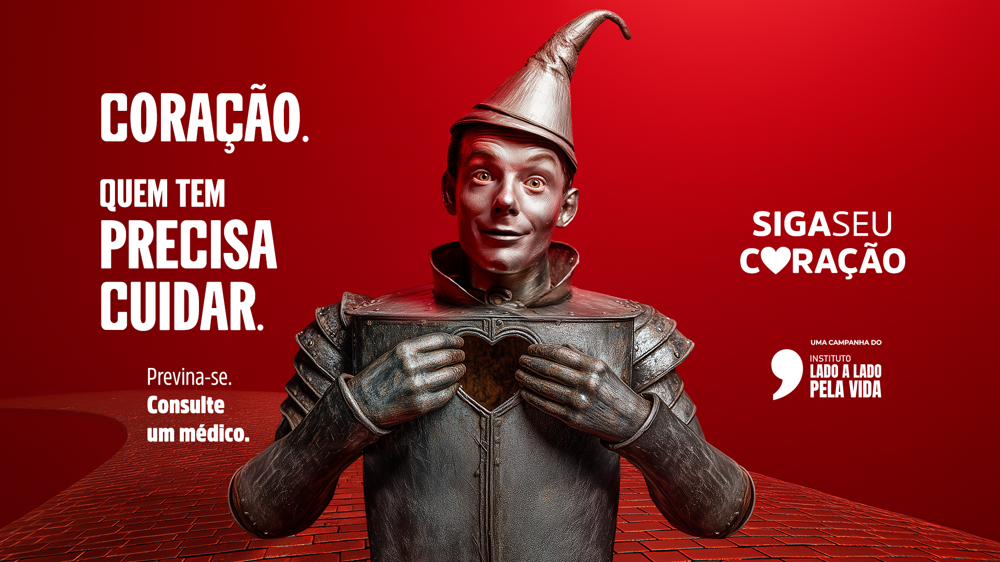 CORAÇÃO.
QUEM TEM
PRECISA
CUIDAR.
Previna-se.
Consulte
um médico.
SIGASEU
CORAÇÃO
UMA CAMPANHA DO
INSTITUTO
LADO A LADO
PELA VIDA